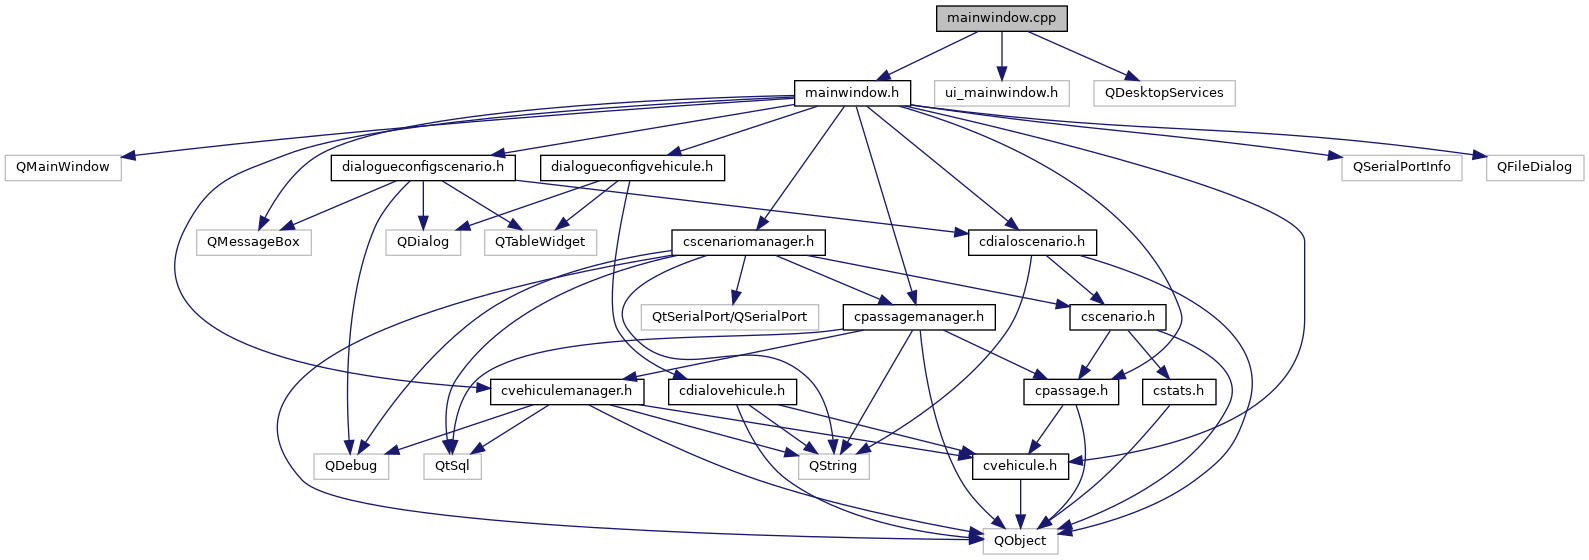 mainwindow.cpp
mainwindow.h
ui_mainwindow.h
QDesktopServices
QMainWindow
dialogueconfigscenario.h
dialogueconfigvehicule.h
QSerialPortInfo
QFileDialog
QMessageBox
QDialog
QTableWidget
cscenariomanager.h
cdialoscenario.h
QtSerialPort/QSerialPort
cpassagemanager.h
cscenario.h
cvehiculemanager.h
cdialovehicule.h
cpassage.h
cstats.h
QDebug
QtSql
QString
cvehicule.h
QObject